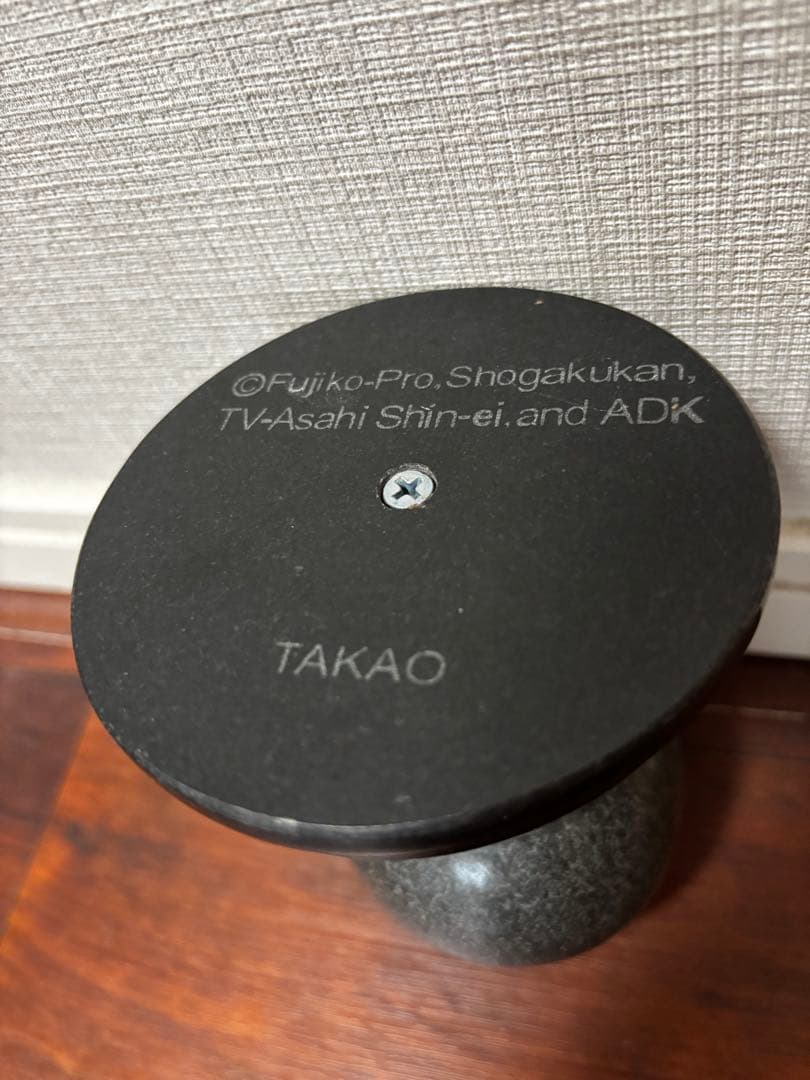 ©Fujiko-Pro,Shogakukan,
TV-Asahi Shin-ei,and ADK
TAKAO